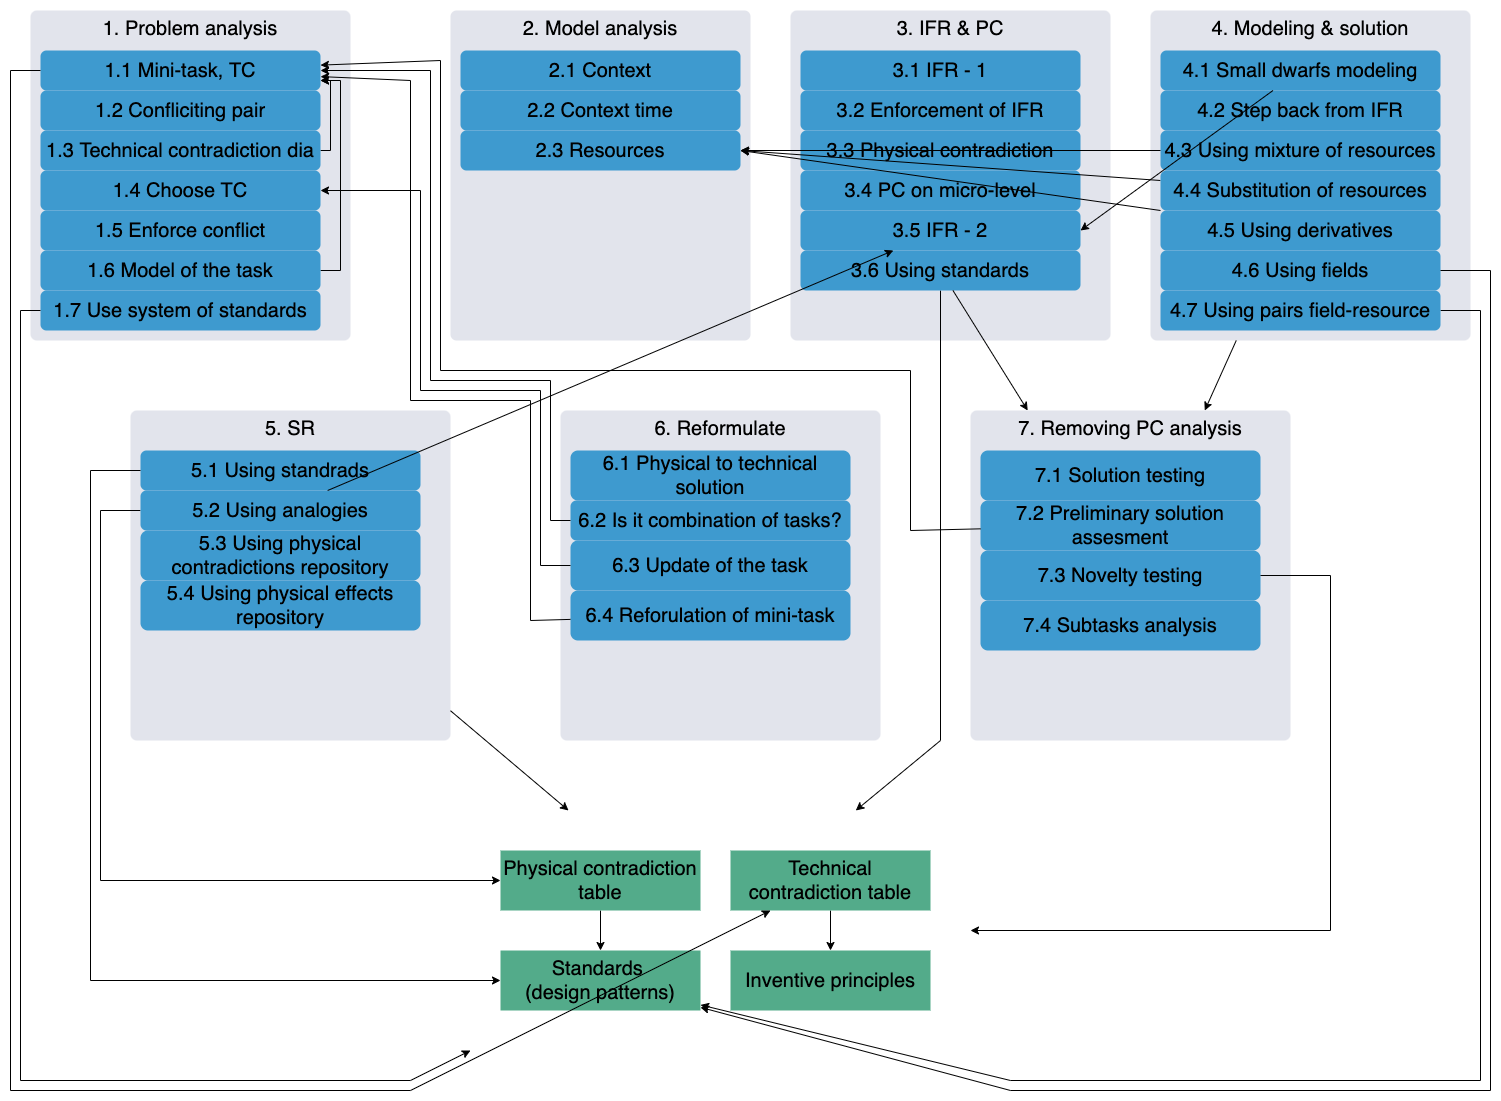 1. Problem analysis
1.1 Mini-task, TC
1.2 Confliciting pair
1.3 Technical contradiction dia
1.4 Choose TC
1.5 Enforce conflict
1.6 Model of the task
1.7 Use system of standards
2. Model analysis
2.1 Context
2.2 Context time
2.3 Resources
3. IFR & PC
3.1 IFR - 1
3.2 Enforcement of IFR
3.3 Physical contradiction
3.4 PC on micro-level
3.5 IFR - 2
3.6 Using standards
4. Modeling & solution
4.1 Small dwarfs modeling
4.2 Step back from IFR
4.3 Using mixture of resources
4.4 Substitution of resources
4.5 Using derivatives
4.6 Using fields
4.7 Using pairs field-resource
5. SR
5.1 Using standrads
5.2 Using analogies
5.3 Using physical
contradictions repository
5.4 Using physical effects
repository
6. Reformulate
6.1 Physical to technical
solution
6.2 Is it combination of tasks?
6.3 Update of the task
6.4 Reforulation of mini-task
7. Removing PC analysis
7.1 Solution testing
7.2 Preliminary solution
assesment
7.3 Novelty testing
7.4 Subtasks analysis
Physical contradiction
table
Technical
contradiction table
Standards
(design patterns)
Inventive principles